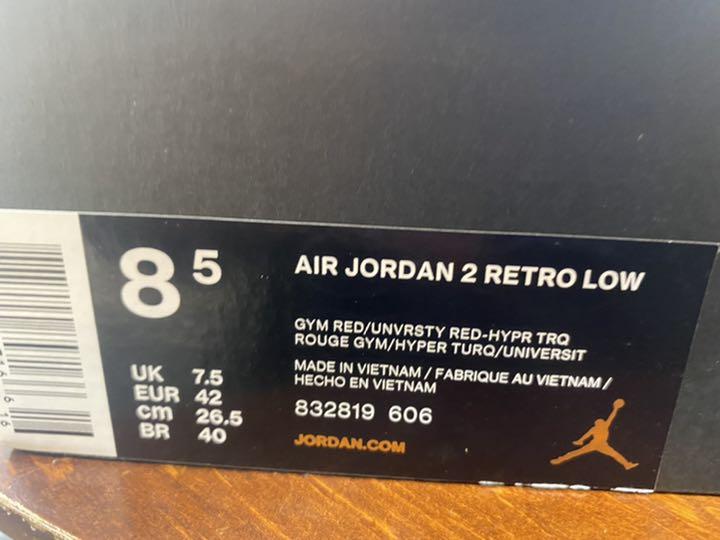 8 5
AIR JORDAN 2 RETRO LOW
GYM RED/UNVRSTY RED-HYPR TRQ
ROUGE GYM/HYPER TURQ/UNIVERSIT
MADE IN VIETNAM / FABRIQUE AU VIETNAM /
HECHO EN VIETNAM
832819 606
JORDAN.COM
UK 7.5
EUR 42
cm 26.5
BR 40